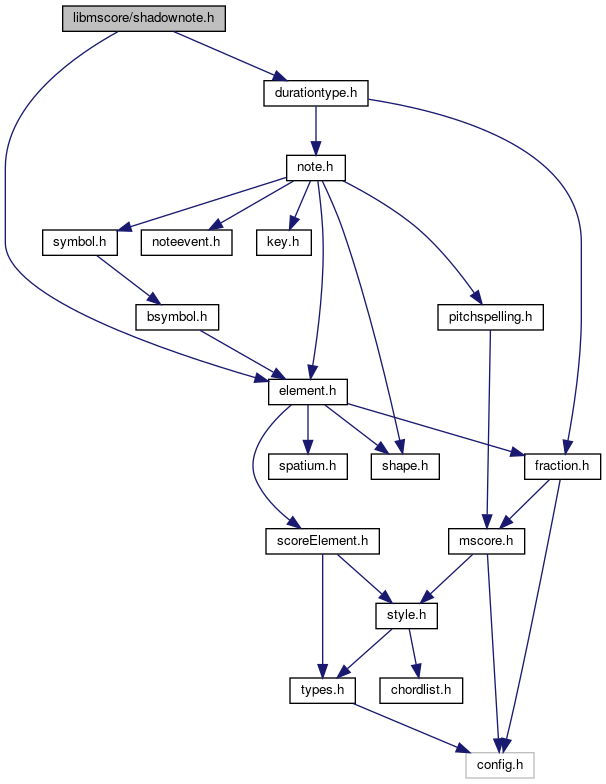 libmscore/shadownote.h
durationtype.h
note.h
symbol.h
noteevent.h
key.h
bsymbol.h
pitchspelling.h
element.h
spatium.h
shape.h
fraction.h
scoreElement.h
mscore.h
style.h
types.h
chordlist.h
config.h